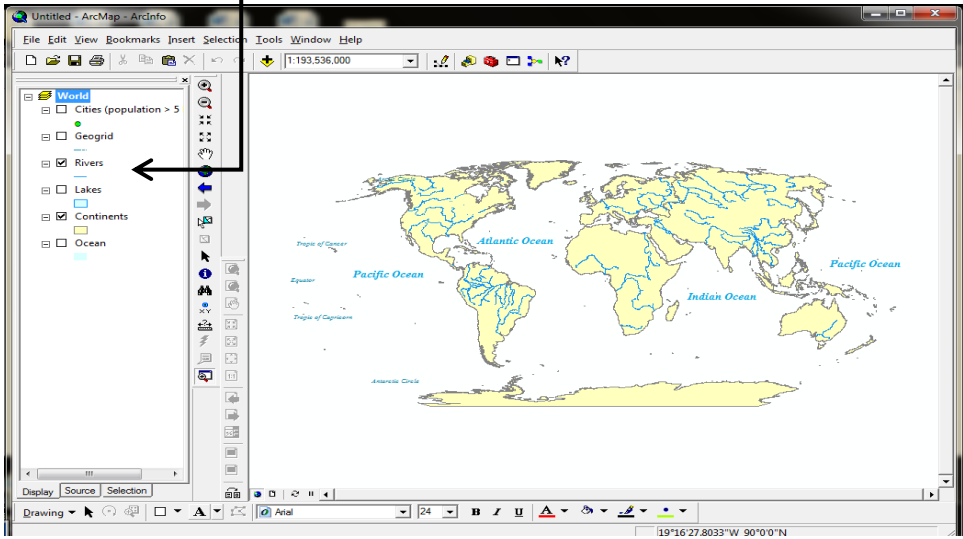 Untitled - ArcMap - ArcInfo
File Edit View Bookmarks Insert Selection Tools Window Help
1:193,536,000
World
Cities (population > 5
Geogrid
Rivers
Lakes
Continents
Ocean
Arctic Circle
Tropic of Cancer
Atlantic Ocean
Pacific Ocean
Pacific Ocean
Equator
Indian Ocean
Tropic of Capricorn
Antarctic Circle
Display Source Selection
Drawing A Arial 24 B I U A
19°16'27.8033"W 90°0'0"N